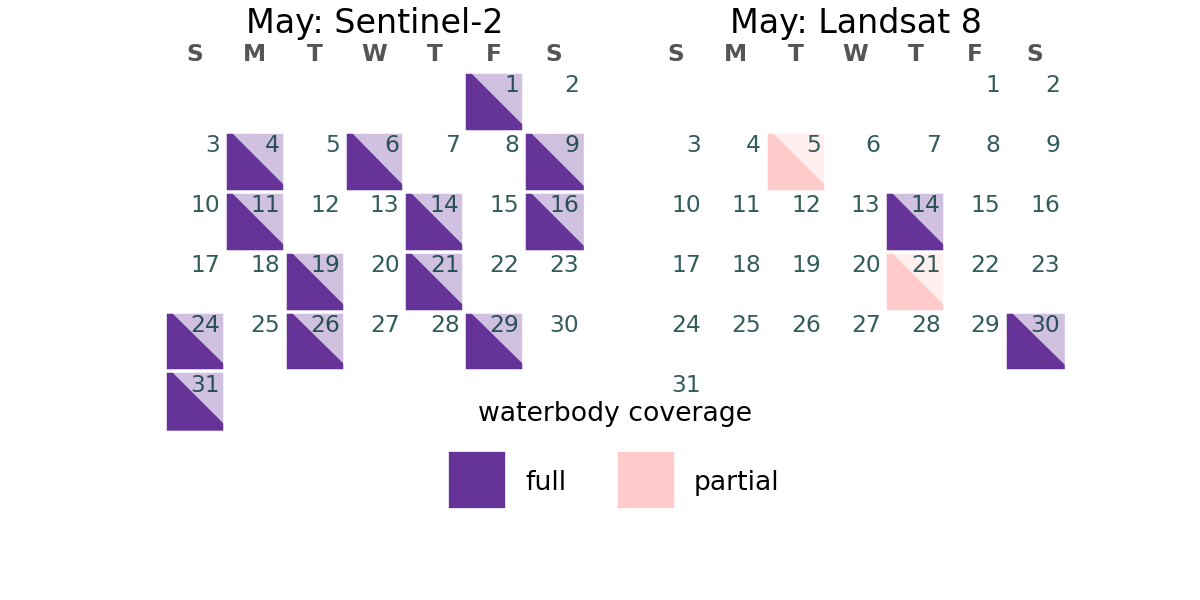 May: Sentinel-2
S M T W T F S
1 2
3 4 5 6 7 8 9
10 11 12 13 14 15 16
17 18 19 20 21 22 23
24 25 26 27 28 29 30
31
May: Landsat 8
S M T W T F S
1 2
3 4 5 6 7 8 9
10 11 12 13 14 15 16
17 18 19 20 21 22 23
24 25 26 27 28 29 30
31
waterbody coverage
full
partial